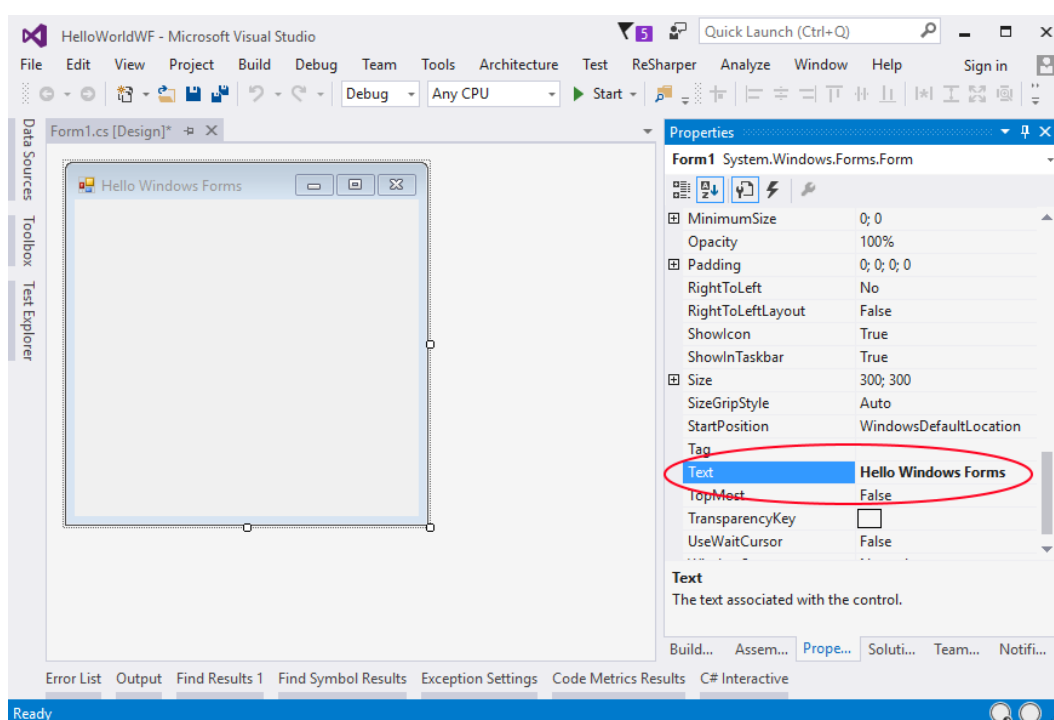 HelloWorldWF - Microsoft Visual Studio
5
Quick Launch (Ctrl+Q)
File Edit View Project Build Debug Team Tools Architecture Test ReSharper Analyze Window Help Sign in
Debug Any CPU Start
Data Sources
Toolbox
Test Explorer
Form1.cs [Design]*
Hello Windows Forms
Properties
Form1 System.Windows.Forms.Form
MinimumSize 0; 0
Opacity 100%
Padding 0; 0; 0; 0
RightToLeft No
RightToLeftLayout False
ShowIcon True
ShowInTaskbar True
Size 300; 300
SizeGripStyle Auto
StartPosition WindowsDefaultLocation
Tag
Text Hello Windows Forms
TopMost False
TransparencyKey
UseWaitCursor False
Text
The text associated with the control.
Build... Assem... Prope... Soluti... Team... Notifi...
Error List Output Find Results 1 Find Symbol Results Exception Settings Code Metrics Results C# Interactive
Ready